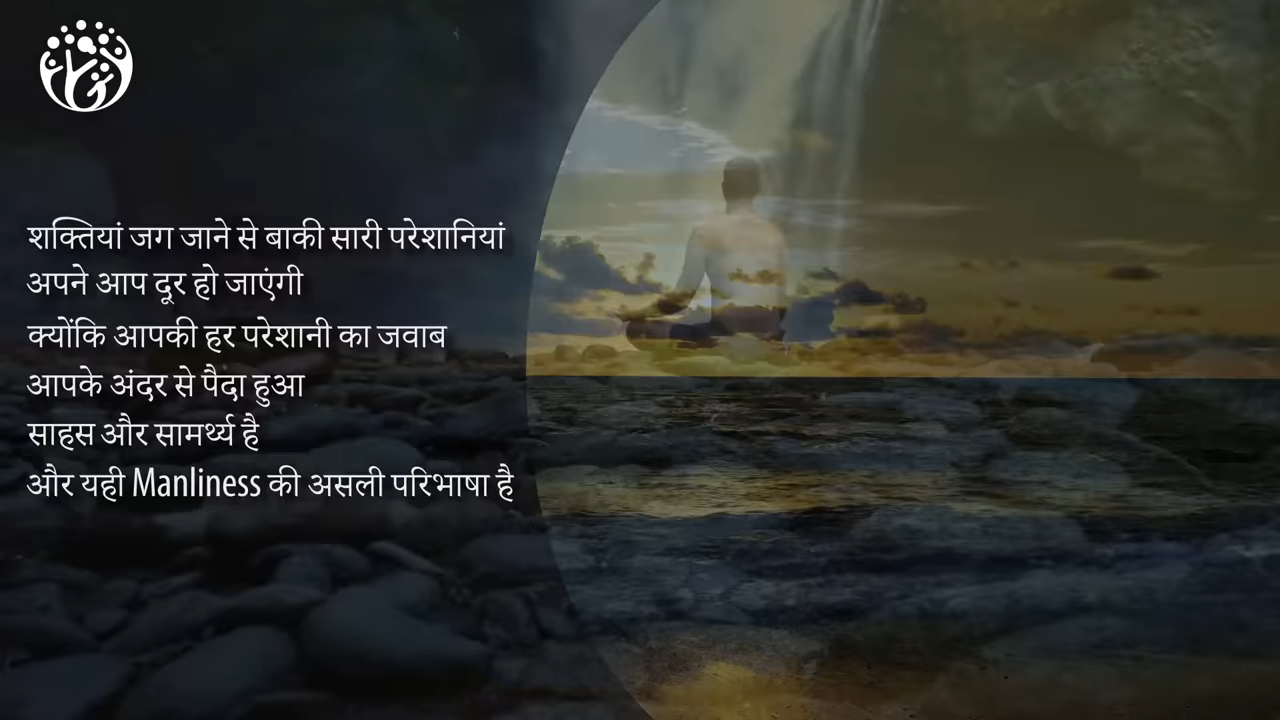 शक्तियां जग जाने से बाकी सारी परेशानियां
अपने आप दूर हो जाएंगी
क्योंकि आपकी हर परेशानी का जवाब
आपके अंदर से पैदा हुआ
साहस और सामर्थ्य है
और यही Manliness की असली परिभाषा है